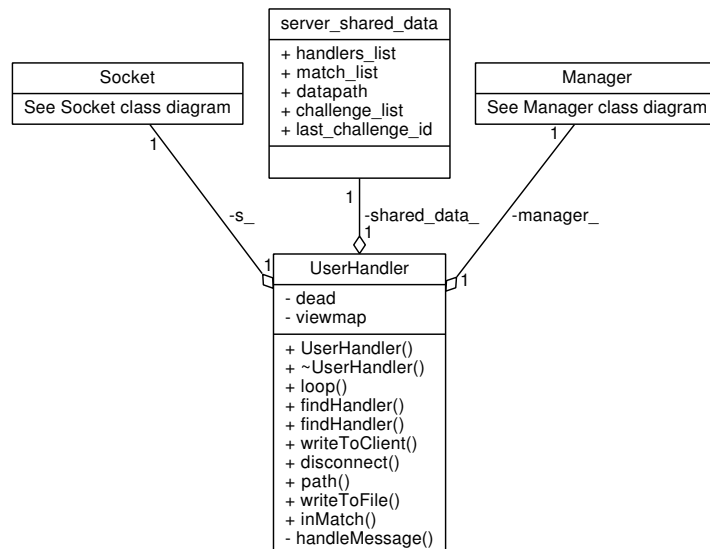 server_shared_data
+ handlers_list
+ match_list
+ datapath
+ challenge_list
+ last_challenge_id
Socket
See Socket class diagram
Manager
See Manager class diagram
1
1
1
-s_
-shared_data_
-manager_
1
1
1
UserHandler
- dead
- viewmap
+ UserHandler()
+ ~UserHandler()
+ loop()
+ findHandler()
+ findHandler()
+ writeToClient()
+ disconnect()
+ path()
+ writeToFile()
+ inMatch()
- handleMessage()